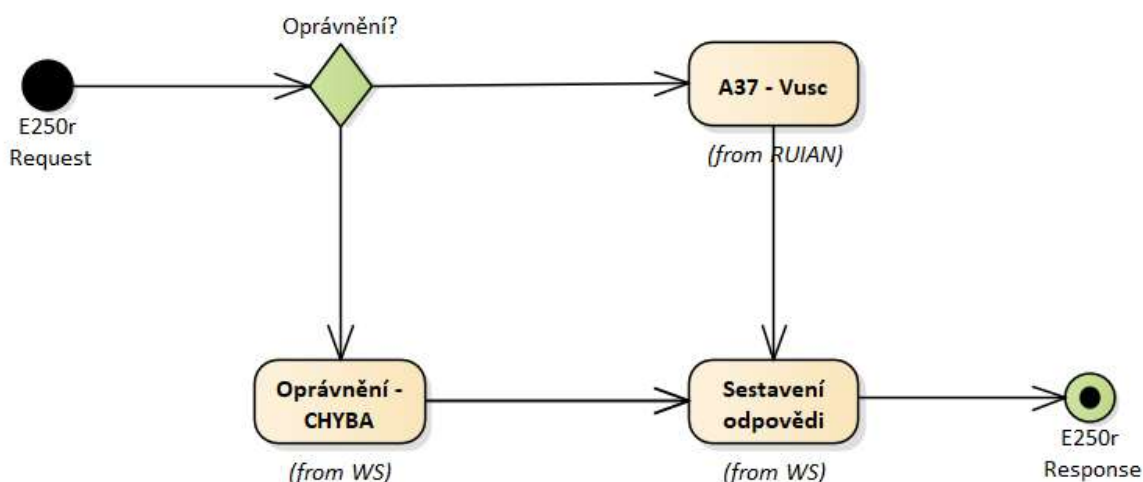 Oprávnění?
E250r
Request
A37 - Vusc
(from RUIAN)
Oprávnění -
CHYBA
(from WS)
Sestavení
odpovědi
(from WS)
E250r
Response